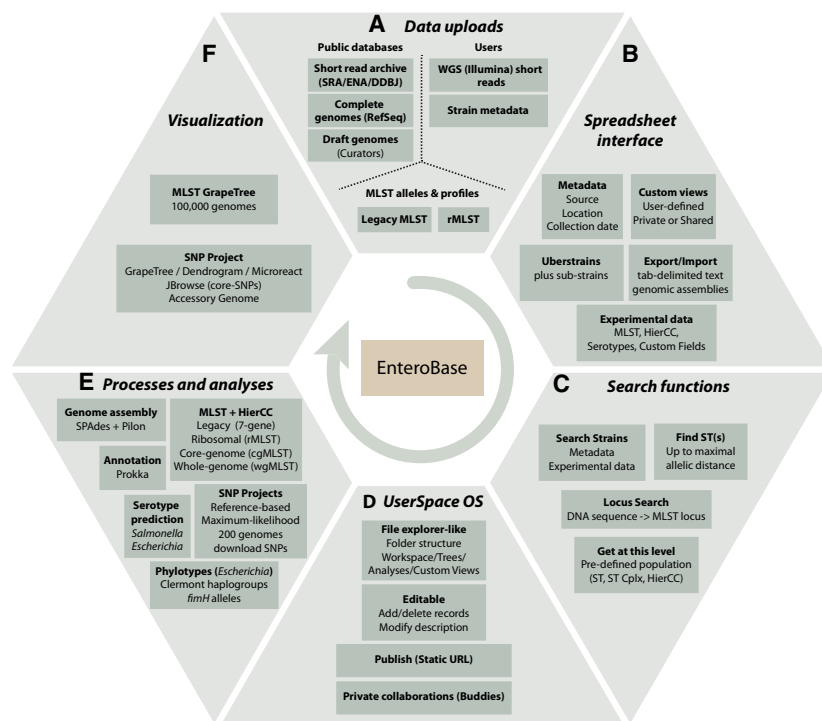 A Data uploads
Public databases
Short read archive
(SRA/ENA/DDBJ)
Complete
genomes (RefSeq)
Draft genomes
(Curators)
Users
WGS (Illumina) short
reads
Strain metadata
MLST alleles & profiles
Legacy MLST
rMLST
B
Spreadsheet
interface
Metadata
Source
Location
Collection date
Custom views
User-defined
Private or Shared
Uberstrains
plus sub-strains
Export/Import
tab-delimited text
genomic assemblies
Experimental data
MLST, HierCC,
Serotypes, Custom Fields
C Search functions
Search Strains
Metadata
Experimental data
Find ST(s)
Up to maximal
allelic distance
Locus Search
DNA sequence -> MLST locus
Get at this level
Pre-defined population
(ST, ST Cplx, HierCC)
D UserSpace OS
File explorer-like
Folder structure
Workspace/Trees/
Analyses/Custom Views
Editable
Add/delete records
Modify description
Publish (Static URL)
Private collaborations (Buddies)
E Processes and analyses
Genome assembly
SPAdes + Pilon
MLST + HierCC
Legacy (7-gene)
Ribosomal (rMLST)
Core-genome (cgMLST)
Whole-genome (wgMLST)
Annotation
Prokka
Serotype
prediction
Salmonella
Escherichia
SNP Projects
Reference-based
Maximum-likelihood
200 genomes
download SNPs
Phylotypes (Escherichia)
Clermont haplogroups
fimH alleles
F
Visualization
MLST GrapeTree
100,000 genomes
SNP Project
GrapeTree / Dendrogram / Microreact
JBrowse (core-SNPs)
Accessory Genome
EnteroBase